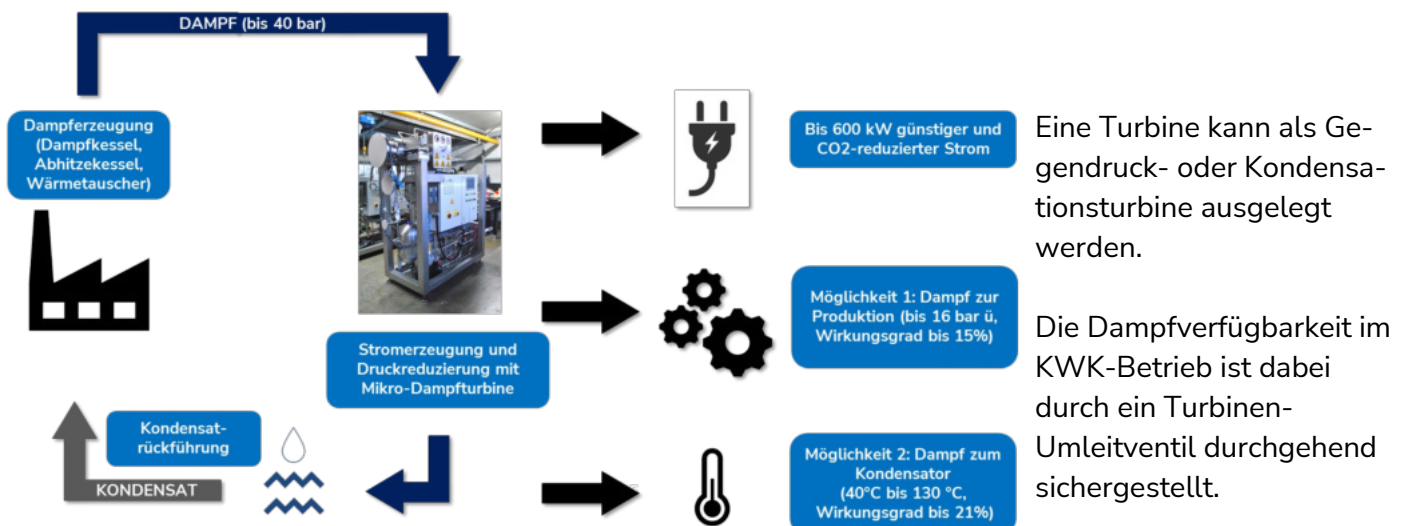 DAMPF (bis 40 bar)
Dampferzeugung
(Dampfkessel,
Abhitzekessel,
Wärmetauscher)
Bis 600 kW günstiger und
CO2-reduzierter Strom
Möglichkeit 1: Dampf zur
Produktion (bis 16 bar ü,
Wirkungsgrad bis 15%)
Stromerzeugung und
Druckreduzierung mit
Mikro-Dampfturbine
Kondensat-
rückführung
KONDENSAT
Möglichkeit 2: Dampf zum
Kondensator
(40°C bis 130 °C,
Wirkungsgrad bis 21%)
Eine Turbine kann als Ge-
gendruck- oder Kondensa-
tionsturbine ausgelegt
werden.
Die Dampfverfügbarkeit im
KWK-Betrieb ist dabei
durch ein Turbinen-
Umleitventil durchgehend
sichergestellt.